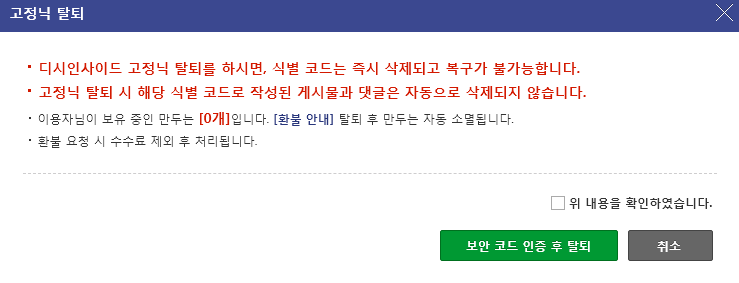 고정닉 탈퇴
· 디시인사이드 고정닉 탈퇴를 하시면, 식별 코드는 즉시 삭제되고 복구가 불가능합니다.
· 고정닉 탈퇴 시 해당 식별 코드로 작성된 게시물과 댓글은 자동으로 삭제되지 않습니다.
· 이용자님이 보유 중인 만두는 [0개]입니다. [환불 안내] 탈퇴 후 만두는 자동 소멸됩니다.
· 환불 요청 시 수수료 제외 후 처리됩니다.
위 내용을 확인하였습니다.
보안 코드 인증 후 탈퇴 취소